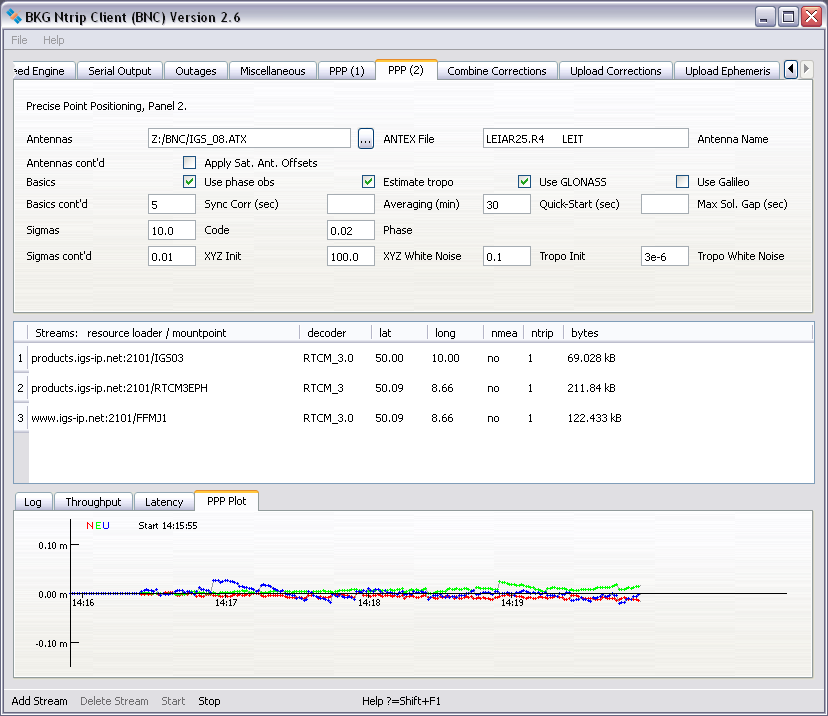 BKG Ntrip Client (BNC) Version 2.6
File Help
ed Engine Serial Output Outages Miscellaneous PPP (1) PPP (2) Combine Corrections Upload Corrections Upload Ephemeris
Precise Point Positioning, Panel 2.
Antennas Z:/BNC/IGS_08.ATX ... ANTEX File LEIAR25.R4 LEIT Antenna Name
Antennas cont'd Apply Sat. Ant. Offsets
Basics Use phase obs Estimate tropo Use GLONASS Use Galileo
Basics cont'd 5 Sync Corr (sec) Averaging (min) 30 Quick-Start (sec) Max Sol. Gap (sec)
Sigmas 10.0 Code 0.02 Phase
Sigmas cont'd 0.01 XYZ Init 100.0 XYZ White Noise 0.1 Tropo Init 3e-6 Tropo White Noise
Streams: resource loader / mountpoint decoder lat long nmea ntrip bytes
1 products.igs-ip.net:2101/IGS03 RTCM_3.0 50.00 10.00 no 1 69.028 kB
2 products.igs-ip.net:2101/RTCM3EPH RTCM_3 50.09 8.66 no 1 211.84 kB
3 www.igs-ip.net:2101/FFMJ1 RTCM_3.0 50.09 8.66 no 1 122.433 kB
Log Throughput Latency PPP Plot
NEU Start 14:15:55
0.10 m
0.00 m
14:16 14:17 14:18 14:19
-0.10 m
Add Stream Delete Stream Start Stop Help ?=Shift+F1